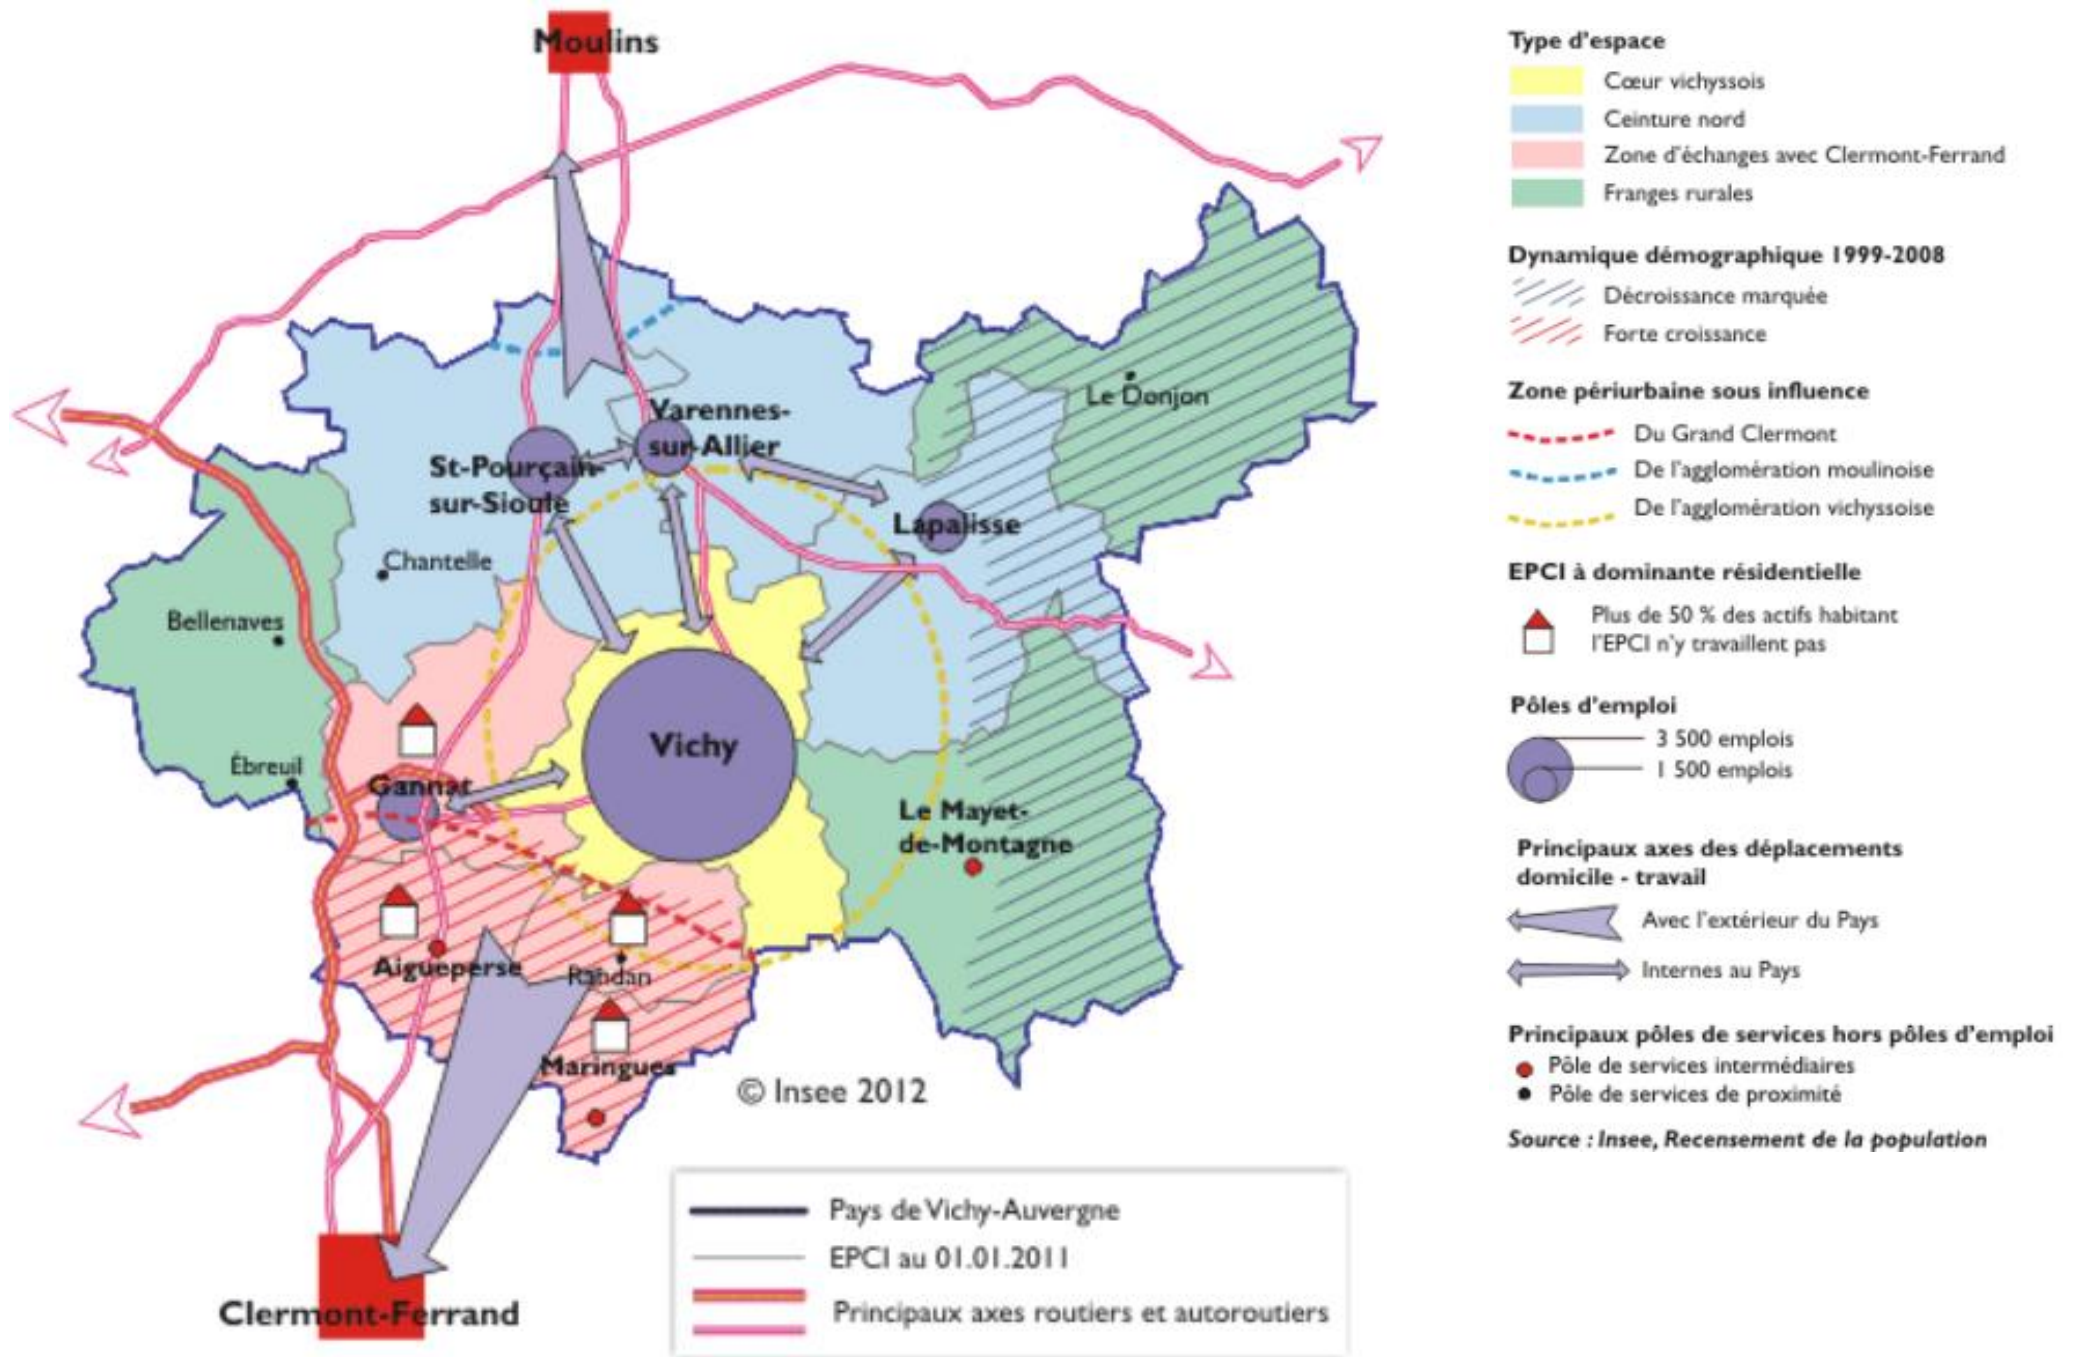 Moulins
Varennes-
sur-Allier
St-Pourçain-
sur-Sioule
Le Donjon
Lapalisse
Chantelle
Bellenaves
Vichy
Ébreuil
Gannat
Le Mayet-
de-Montagne
Aigueperse
Randan
Maringues
© Insee 2012
Clermont-Ferrand
Pays de Vichy-Auvergne
EPCI au 01.01.2011
Principaux axes routiers et autoroutiers
Type d'espace
Cœur vichyssois
Ceinture nord
Zone d'échanges avec Clermont-Ferrand
Franges rurales
Dynamique démographique 1999-2008
Décroissance marquée
Forte croissance
Zone périurbaine sous influence
Du Grand Clermont
De l'agglomération moulinoise
De l'agglomération vichyssoise
EPCI à dominante résidentielle
Plus de 50 % des actifs habitant
l'EPCI n'y travaillent pas
Pôles d'emploi
3 500 emplois
1 500 emplois
Principaux axes des déplacements
domicile - travail
Avec l'extérieur du Pays
Internes au Pays
Principaux pôles de services hors pôles d'emploi
Pôle de services intermédiaires
Pôle de services de proximité
Source : Insee, Recensement de la population